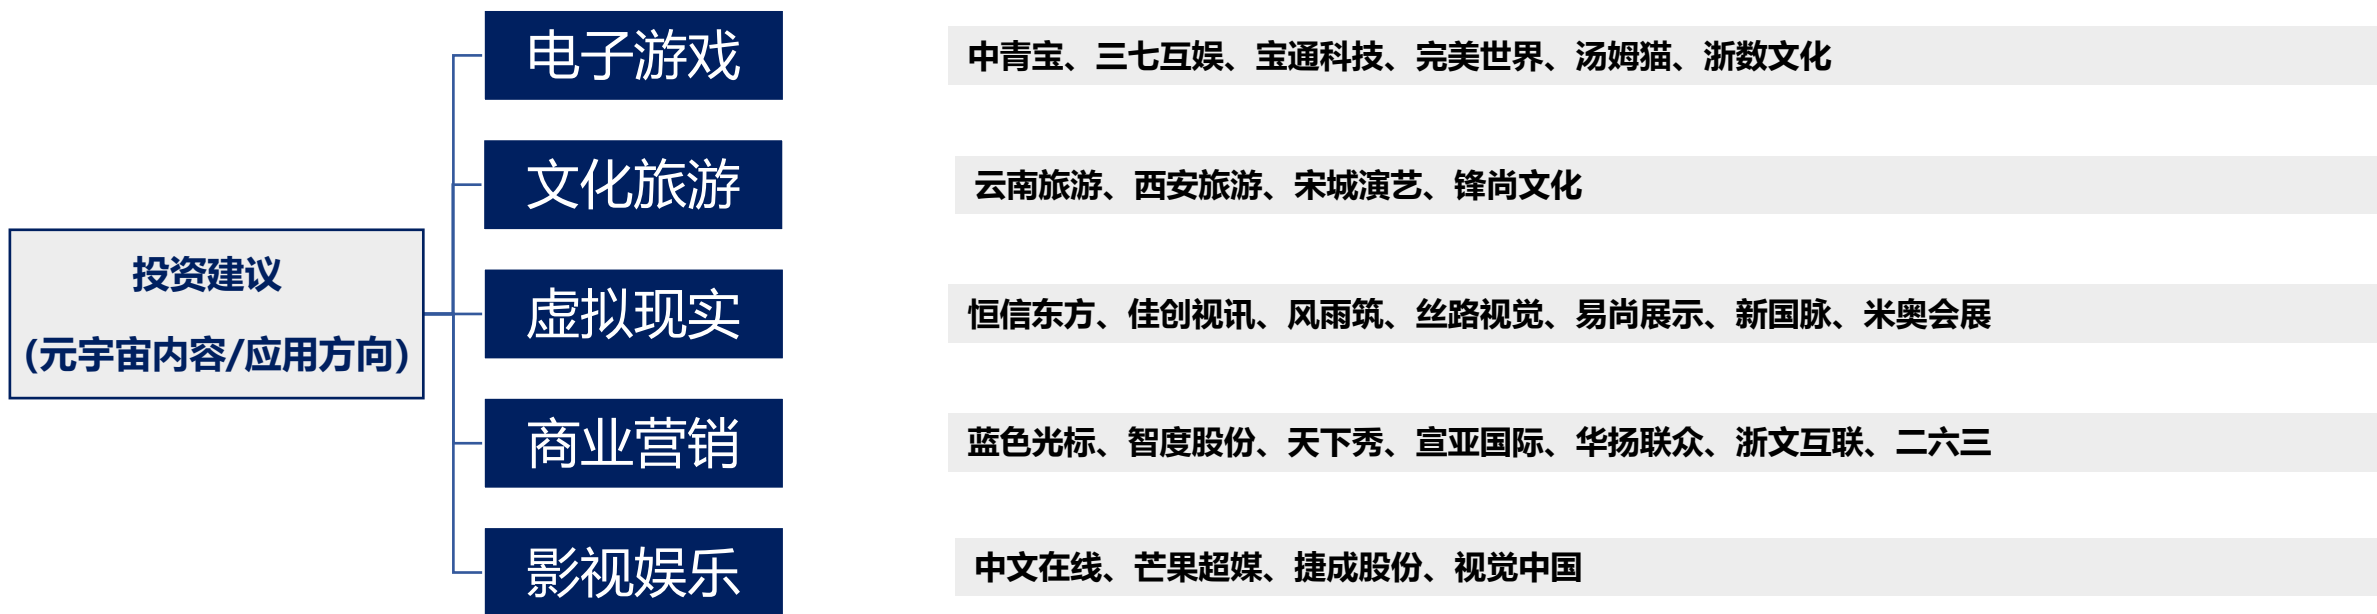 投资建议
(元宇宙内容/应用方向)
电子游戏
中青宝、三七互娱、宝通科技、完美世界、汤姆猫、浙数文化
文化旅游
云南旅游、西安旅游、宋城演艺、锋尚文化
虚拟现实
恒信东方、佳创视讯、风雨筑、丝路视觉、易尚展示、新国脉、米奥会展
商业营销
蓝色光标、智度股份、天下秀、宣亚国际、华扬联众、浙文互联、二六三
影视娱乐
中文在线、芒果超媒、捷成股份、视觉中国